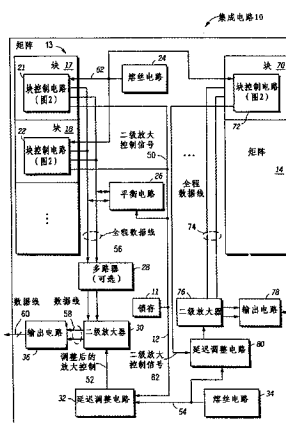 集成电路10
矩阵 13
块 17
21
块控制电路
(图2)
62
24
熔丝电路
块 70
块控制电路
(图2)
72
块 18
22
块控制电路
(图2)
二级放大
控制信号
50
矩阵
14
26
平衡电路
全程数据线
56
全程数据线
74
28
多路器
(可选)
11
锁存
76
二级放大器
78
输出电路
数据线
60
数据线
58
30
二级放大器
输出电路
36
调整后的
放大控制
52
12
二级放大
控制信号
82
80
延迟调整电路
32
延迟调整电路
54
熔丝电路
34